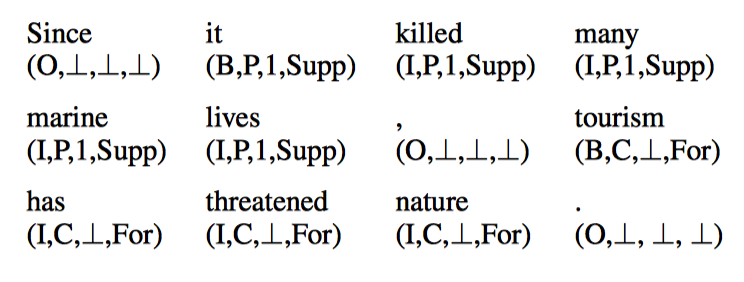 Since it killed many
(O,⊥,⊥,⊥) (B,P,1,Supp) (I,P,1,Supp) (I,P,1,Supp)
marine lives , tourism
(I,P,1,Supp) (I,P,1,Supp) (O,⊥,⊥,⊥) (B,C,⊥,For)
has threatened nature .
(I,C,⊥,For) (I,C,⊥,For) (I,C,⊥,For) (O,⊥, ⊥, ⊥)